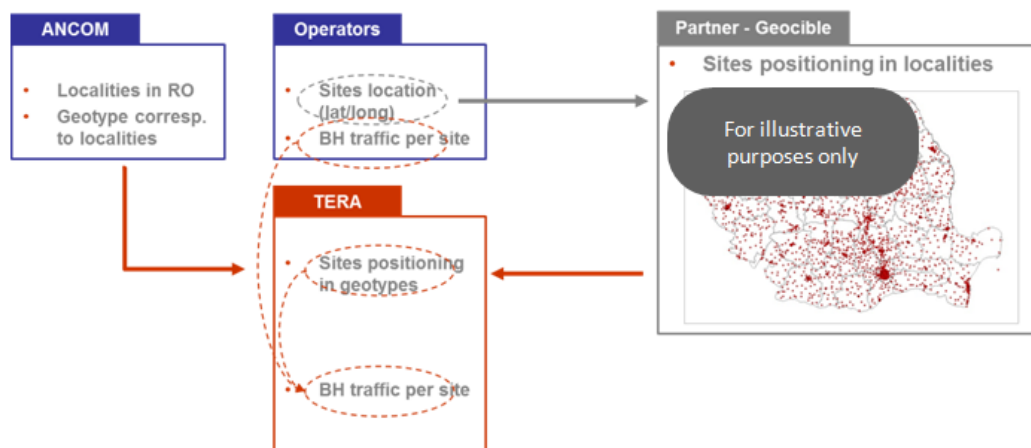 ANCOM
Localities in RO
Geotype corresp.
to localities
Operators
Sites location
(lat/long)
BH traffic per site
Partner - Geocible
Sites positioning in localities
For illustrative
purposes only
TERA
Sites positioning
in geotypes
BH traffic per site